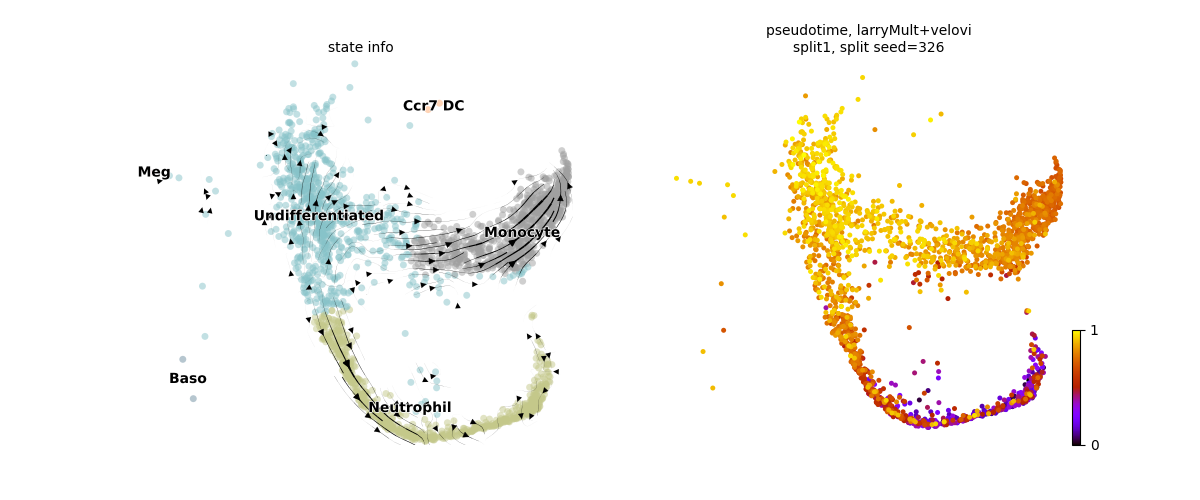 state info
pseudotime, larryMult+velovi
split1, split seed=326
Ccr7 DC
Meg
Undifferentiated
Monocyte
Baso
Neutrophil
1
0